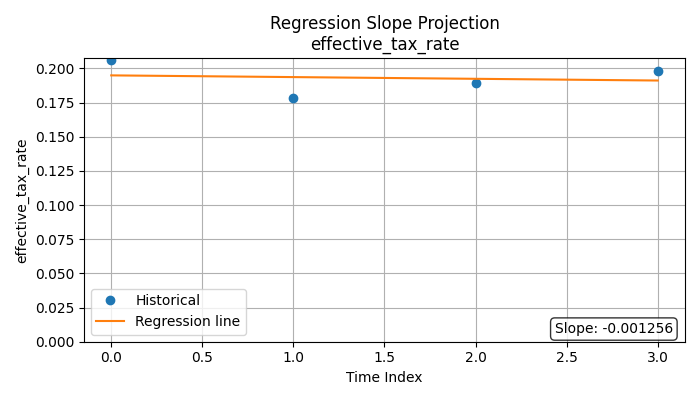 Regression Slope Projection
effective_tax_rate
0.200
0.175
0.150
0.125
0.100
0.075
0.050
0.025
0.000
effective_tax_rate
Historical
Regression line
Slope: -0.001256
0.0
0.5
1.0
1.5
2.0
2.5
3.0
Time Index